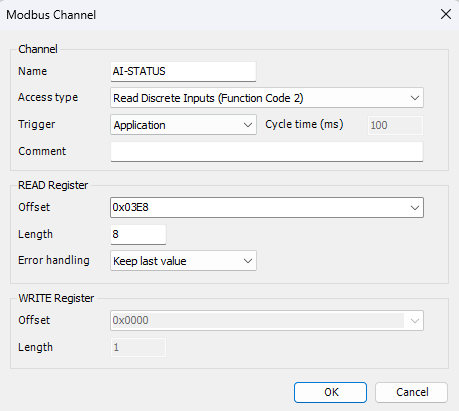 Modbus Channel
Channel
Name AI-STATUS
Access type Read Discrete Inputs (Function Code 2)
Trigger Application Cycle time (ms) 100
Comment
READ Register
Offset 0x03E8
Length 8
Error handling Keep last value
WRITE Register
Offset 0x0000
Length 1
OK Cancel